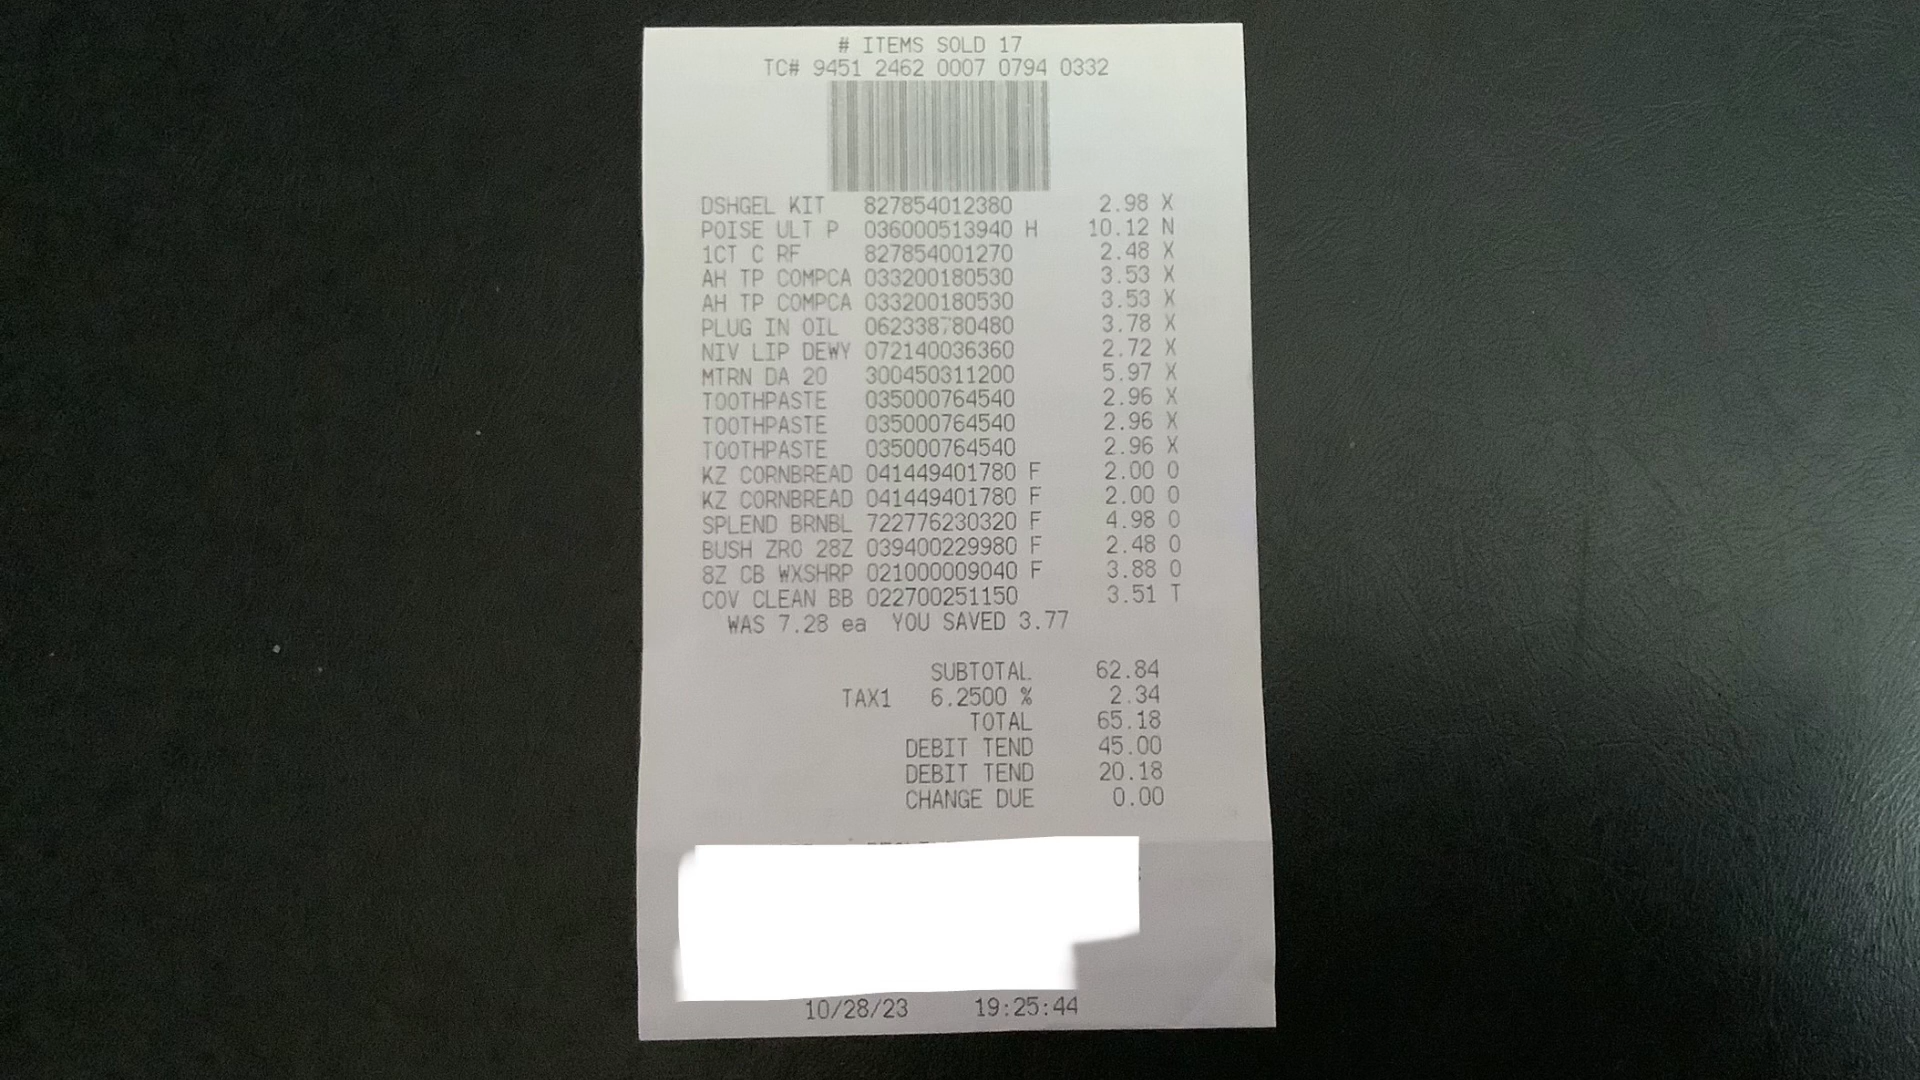 # ITEMS SOLD 17
TC# 9451 2462 0007 0794 0332
DSHGEL KIT 827854012380 2.98 X
POISE ULT P 036000513940 H 10.12 N
1CT C RF 827854001270 2.48 X
AH TP COMPCA 033200180530 3.53 X
AH TP COMPCA 033200180530 3.53 X
PLUG IN OIL 062338780480 3.78 X
NIV LIP DEWY 072140036360 2.72 X
MTRN DA 20 300450311200 5.97 X
TOOTHPASTE 035000764540 2.96 X
TOOTHPASTE 035000764540 2.96 X
TOOTHPASTE 035000764540 2.96 X
KZ CORNBREAD 041449401780 F 2.00 O
KZ CORNBREAD 041449401780 F 2.00 O
SPLEND BRNBL 722776230320 F 4.98 O
BUSH ZRO 28Z 039400229980 F 2.48 O
8Z CB WXSHRP 021000009040 F 3.88 O
COV CLEAN BB 022700251150 3.51 T
WAS 7.28 ea YOU SAVED 3.77
SUBTOTAL 62.84
TAX1 6.2500 % 2.34
TOTAL 65.18
DEBIT TEND 45.00
DEBIT TEND 20.18
CHANGE DUE 0.00
10/28/23 19:25:44